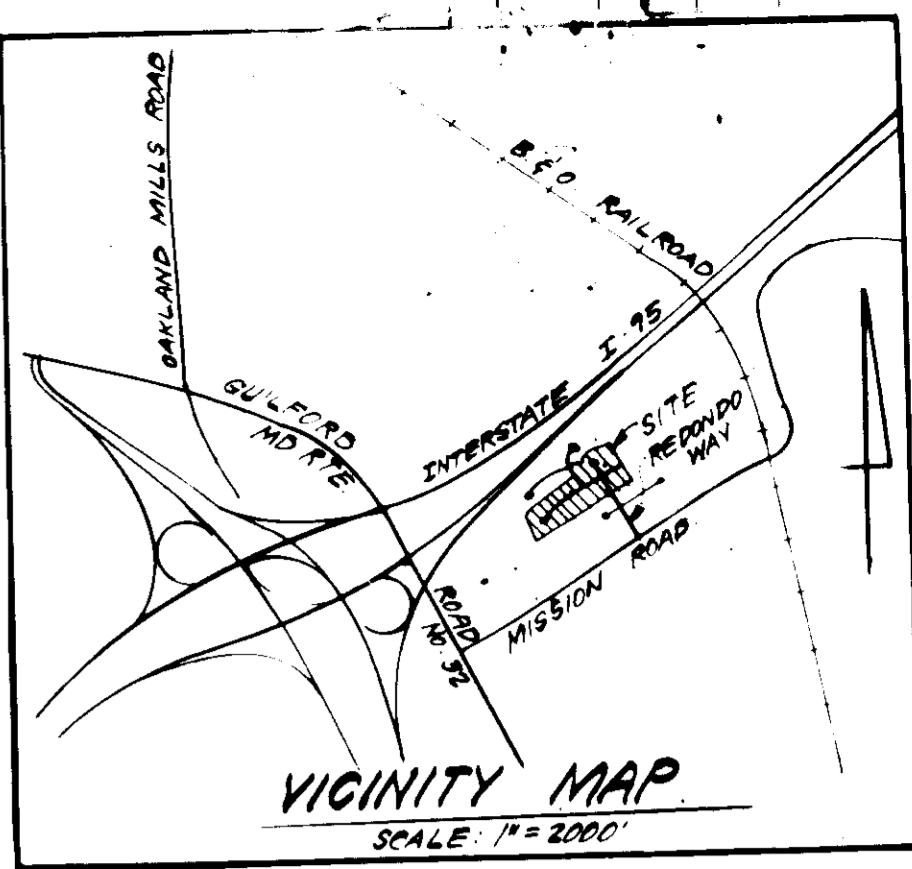 OAKLAND MILLS ROAD
B. & O RAILROAD
I-95
INTERSTATE
GUILFORD
MD RTE.
SITE
REDONDO
WAY
MISSION ROAD
ROAD
NO. 32
VICINITY MAP
SCALE: 1" = 2000'